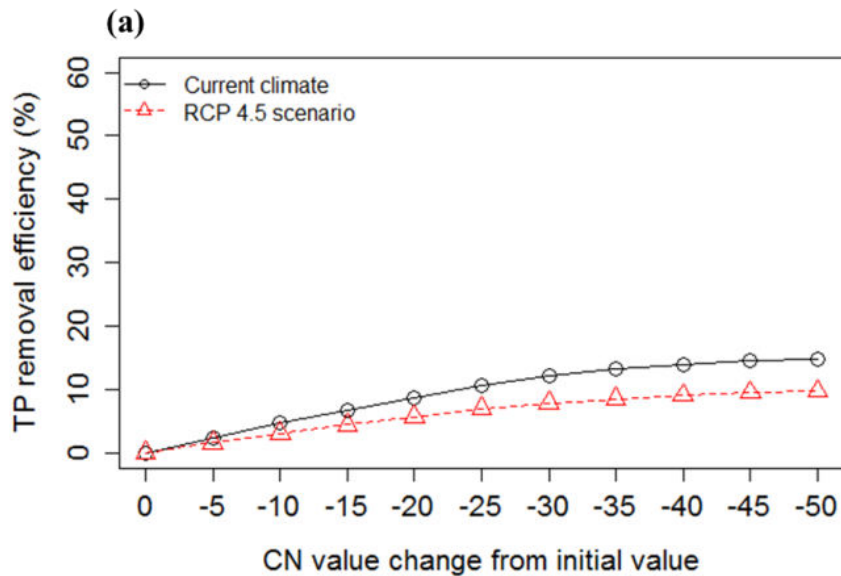 (a)
TP removal efficiency (%)
60
50
40
30
20
10
0
Current climate
RCP 4.5 scenario
0 -5 -10 -15 -20 -25 -30 -35 -40 -45 -50
CN value change from initial value